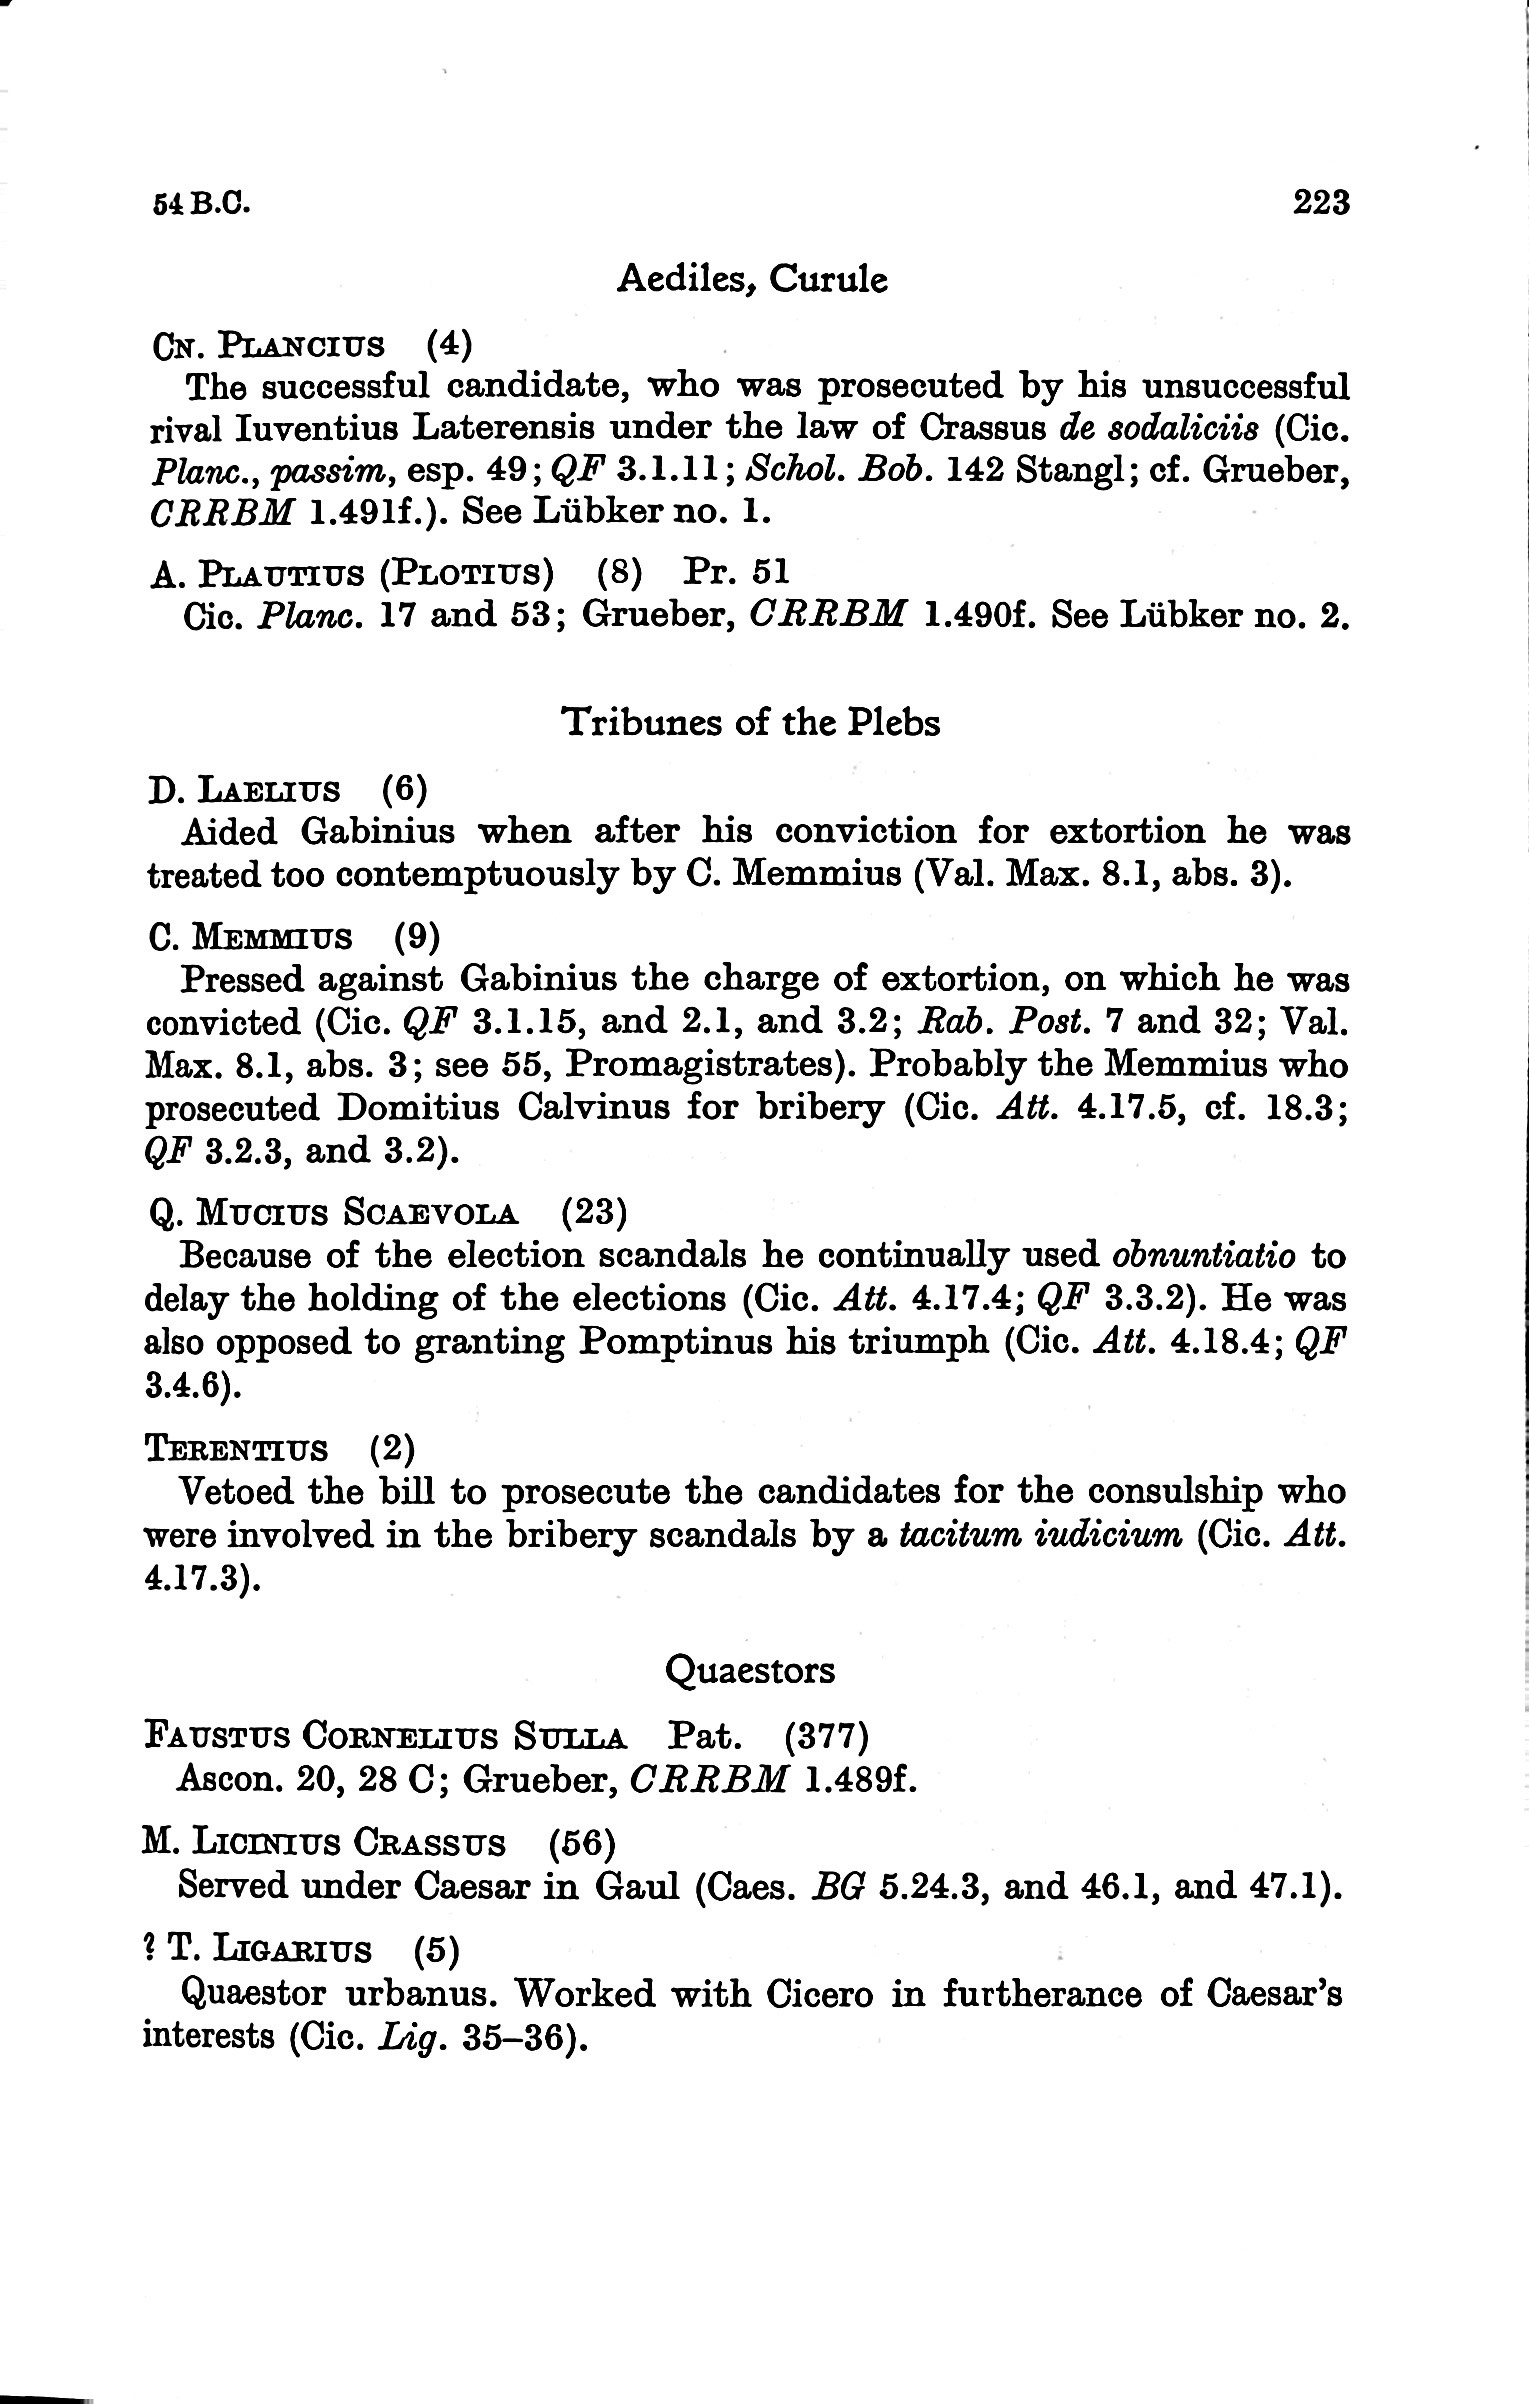 54 B.C. 223
Aediles, Curule
CN. PLANCIUS (4)
The successful candidate, who was prosecuted by his unsuccessful
rival Iuventius Laterensis under the law of Crassus de sodaliciis (Cic.
Planc., passim, esp. 49; QF 3.1.11; Schol. Bob. 142 Stangl; cf. Grueber,
CRRBM 1.491f.). See Lübker no. 1.
A. PLAUTIUS (PLOTIUS) (8) Pr. 51
Cic. Planc. 17 and 53; Grueber, CRRBM 1.490f. See Lübker no. 2.
Tribunes of the Plebs
D. LAELIUS (6)
Aided Gabinius when after his conviction for extortion he was
treated too contemptuously by C. Memmius (Val. Max. 8.1, abs. 3).
C. MEMMIUS (9)
Pressed against Gabinius the charge of extortion, on which he was
convicted (Cic. QF 3.1.15, and 2.1, and 3.2; Rab. Post. 7 and 32; Val.
Max. 8.1, abs. 3; see 55, Promagistrates). Probably the Memmius who
prosecuted Domitius Calvinus for bribery (Cic. Att. 4.17.5, cf. 18.3;
QF 3.2.3, and 3.2).
Q. MUCIUS SCAEVOLA (23)
Because of the election scandals he continually used obnuntiatio to
delay the holding of the elections (Cic. Att. 4.17.4; QF 3.3.2). He was
also opposed to granting Pomptinus his triumph (Cic. Att. 4.18.4; QF
3.4.6).
TERENTIUS (2)
Vetoed the bill to prosecute the candidates for the consulship who
were involved in the bribery scandals by a tacitum iudicium (Cic. Att.
4.17.3).
Quaestors
FAUSTUS CORNELIUS SULLA Pat. (377)
Ascon. 20, 28 C; Grueber, CRRBM 1.489f.
M. LICINIUS CRASSUS (56)
Served under Caesar in Gaul (Caes. BG 5.24.3, and 46.1, and 47.1).
? T. LIGARIUS (5)
Quaestor urbanus. Worked with Cicero in furtherance of Caesar's
interests (Cic. Lig. 35–36).